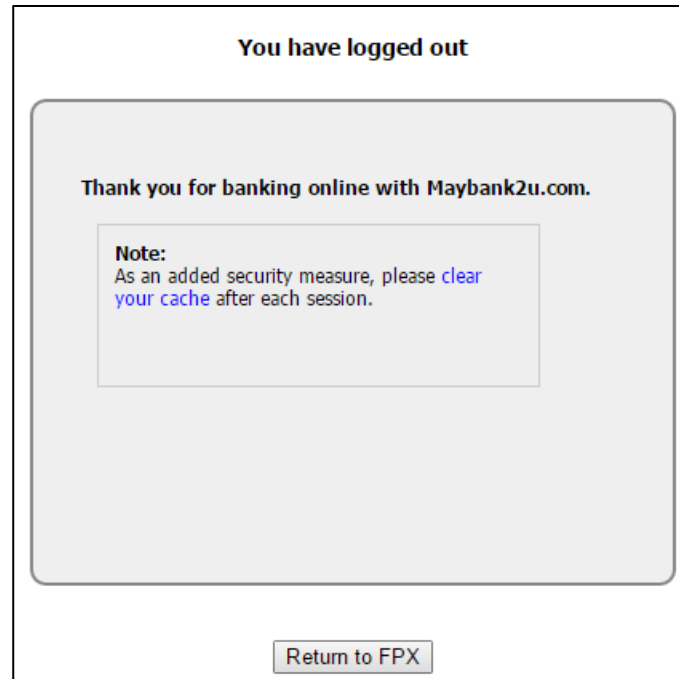 You have logged out
Thank you for banking online with Maybank2u.com.
Note:
As an added security measure, please clear
your cache after each session.
Return to FPX